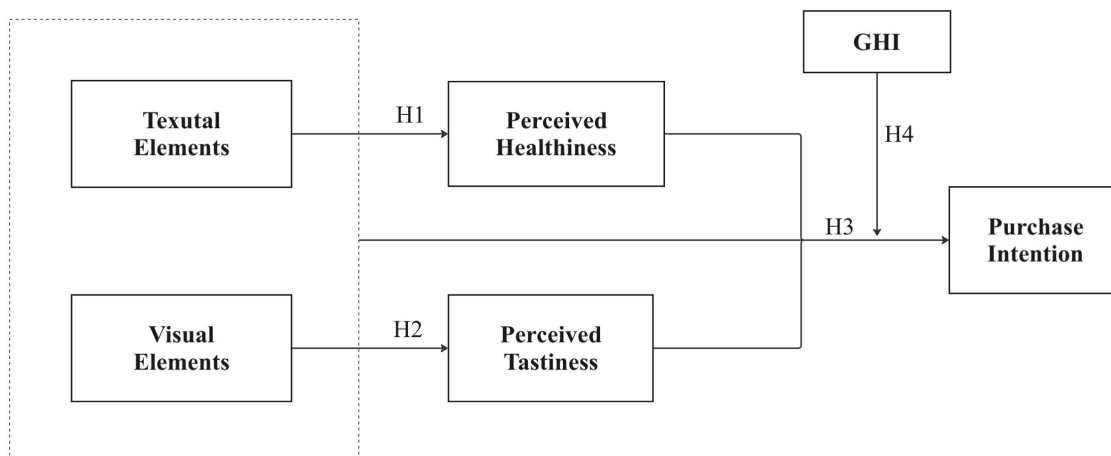 GHI
Texutal
Elements
H1
Perceived
Healthiness
H4
H3
Purchase
Intention
Visual
Elements
H2
Perceived
Tastiness